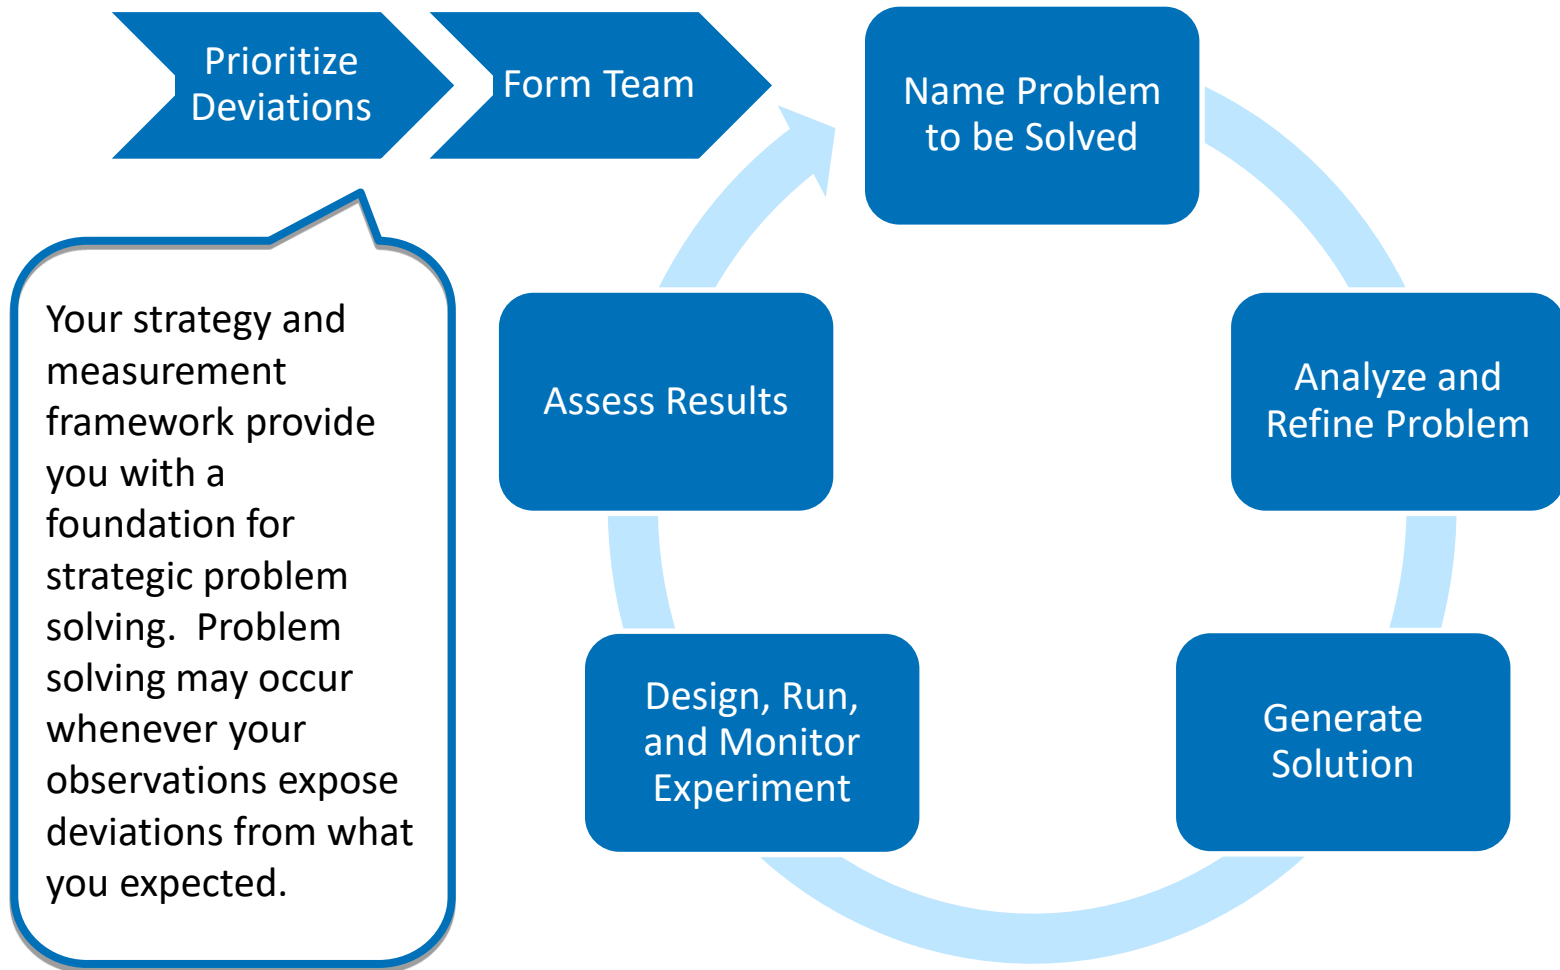 Prioritize
Deviations
Form Team
Name Problem
to be Solved
Analyze and
Refine Problem
Generate
Solution
Design, Run,
and Monitor
Experiment
Assess Results
Your strategy and
measurement
framework provide
you with a
foundation for
strategic problem
solving.  Problem
solving may occur
whenever your
observations expose
deviations from what
you expected.